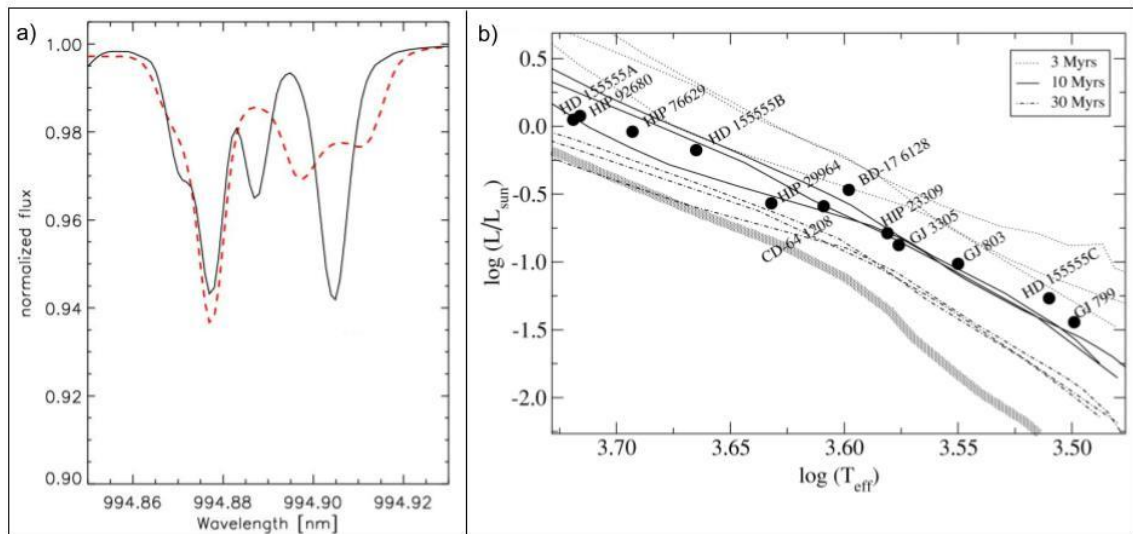 a)
1.00
0.98
0.96
0.94
0.92
0.90
normalized flux
994.86
994.88
994.90
994.92
Wavelength [nm]
b)
0.5
0.0
-0.5
-1.0
-1.5
-2.0
log (L/Lsun)
3 Myrs
10 Myrs
30 Myrs
HD 155555A
HIP 92680
HIP 76629
HD 155555B
BD-17 6128
HIP 29964
HIP 23309
GJ 3305
CD-64 1208
GJ 803
HD 155555C
GJ 799
3.70
3.65
3.60
3.55
3.50
log (Teff)